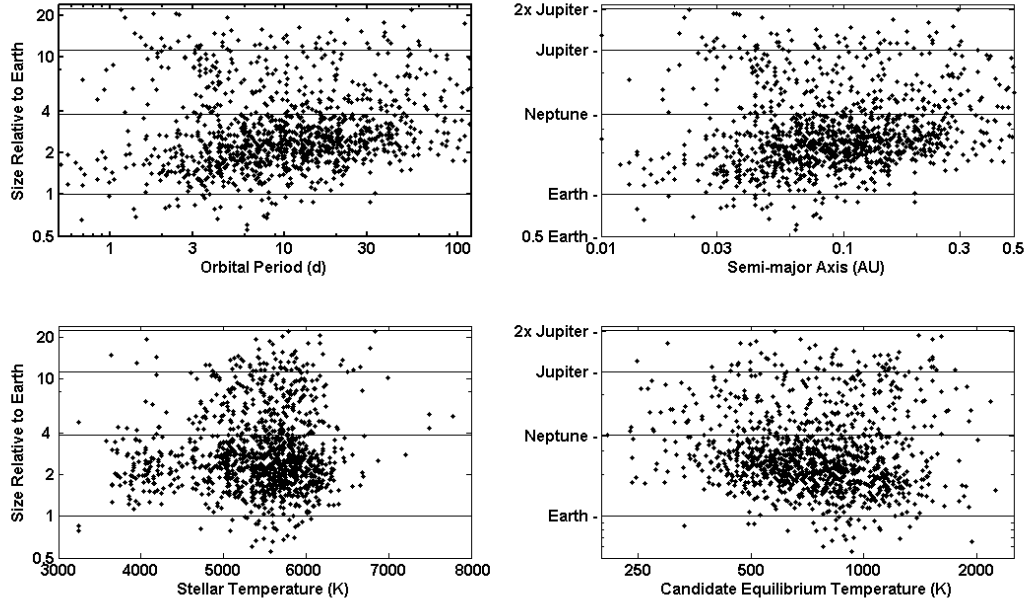 20
10
4
2
1
0.5
Size Relative to Earth
1
3
10
30
100
Orbital Period (d)
2x Jupiter -
Jupiter -
Neptune -
Earth -
0.5 Earth -
0.01
0.03
0.1
0.3
0.5
Semi-major Axis (AU)
20
10
4
2
1
0.5
Size Relative to Earth
3000
4000
5000
6000
7000
8000
Stellar Temperature (K)
2x Jupiter -
Jupiter -
Neptune -
Earth -
250
500
1000
2000
Candidate Equilibrium Temperature (K)